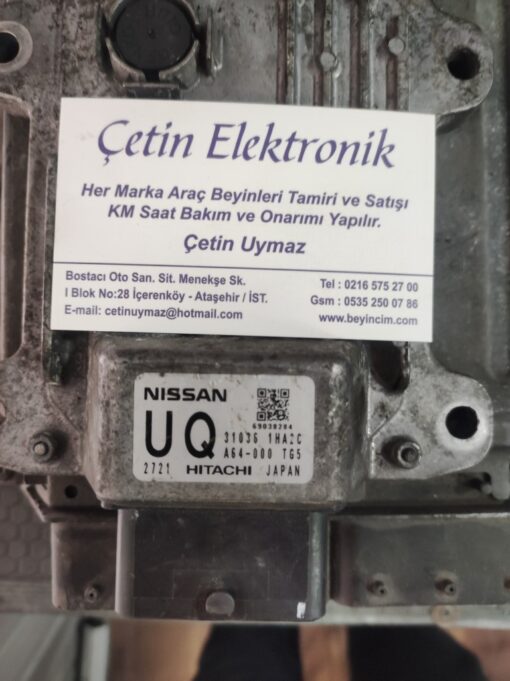 Çetin Elektronik
Her Marka Araç Beyinleri Tamiri ve Satışı
KM Saat Bakım ve Onarımı Yapılır.
Çetin Uymaz
Bostacı Oto San. Sit. Menekşe Sk.
I Blok No:28 İçerenköy - Ataşehir / İST.
E-mail: cetinuymaz@hotmail.com
Tel : 0216 575 27 00
Gsm : 0535 250 07 86
www.beyincim.com
NISSAN
69038204
UQ
31036 1HA2C
A64-000 TG5
2721 HITACHI JAPAN